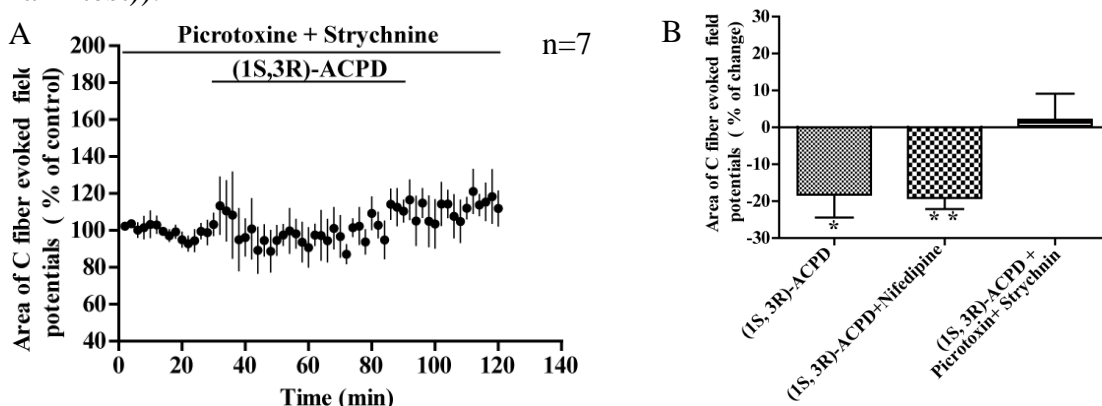 A
Picrotoxine + Strychnine
n=7
(1S,3R)-ACPD
200
180
160
140
120
100
80
60
40
0
20
40
60
80
100
120
140
Time (min)
Area of C fiber evoked
potentials ( % of control)
B
30
20
10
0
-10
-20
-30
Area of C fiber evoked field
potentials ( % of change)
*
* *
(1S, 3R)-ACPD
(1S, 3R)-ACPD+Nifedipine
(1S, 3R)-ACPD +
Picrotoxin+ Strychnin